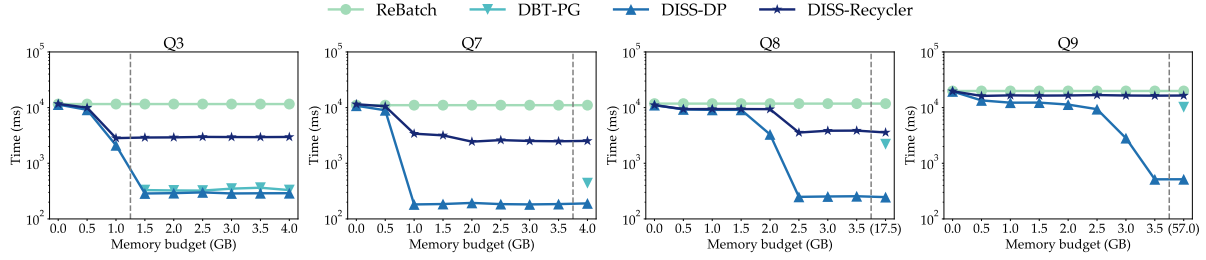 ReBatch DBT-PG DISS-DP DISS-Recycler
Q3 Q7 Q8 Q9
10^5 10^5 10^5 10^5
10^4 10^4 10^4 10^4
10^3 10^3 10^3 10^3
10^2 10^2 10^2 10^2
Time (ms) Time (ms) Time (ms) Time (ms)
0.0 0.5 1.0 1.5 2.0 2.5 3.0 3.5 4.0 0.0 0.5 1.0 1.5 2.0 2.5 3.0 3.5 4.0 0.0 0.5 1.0 1.5 2.0 2.5 3.0 3.5 (17.5) 0.0 0.5 1.0 1.5 2.0 2.5 3.0 3.5 (57.0)
Memory budget (GB) Memory budget (GB) Memory budget (GB) Memory budget (GB)